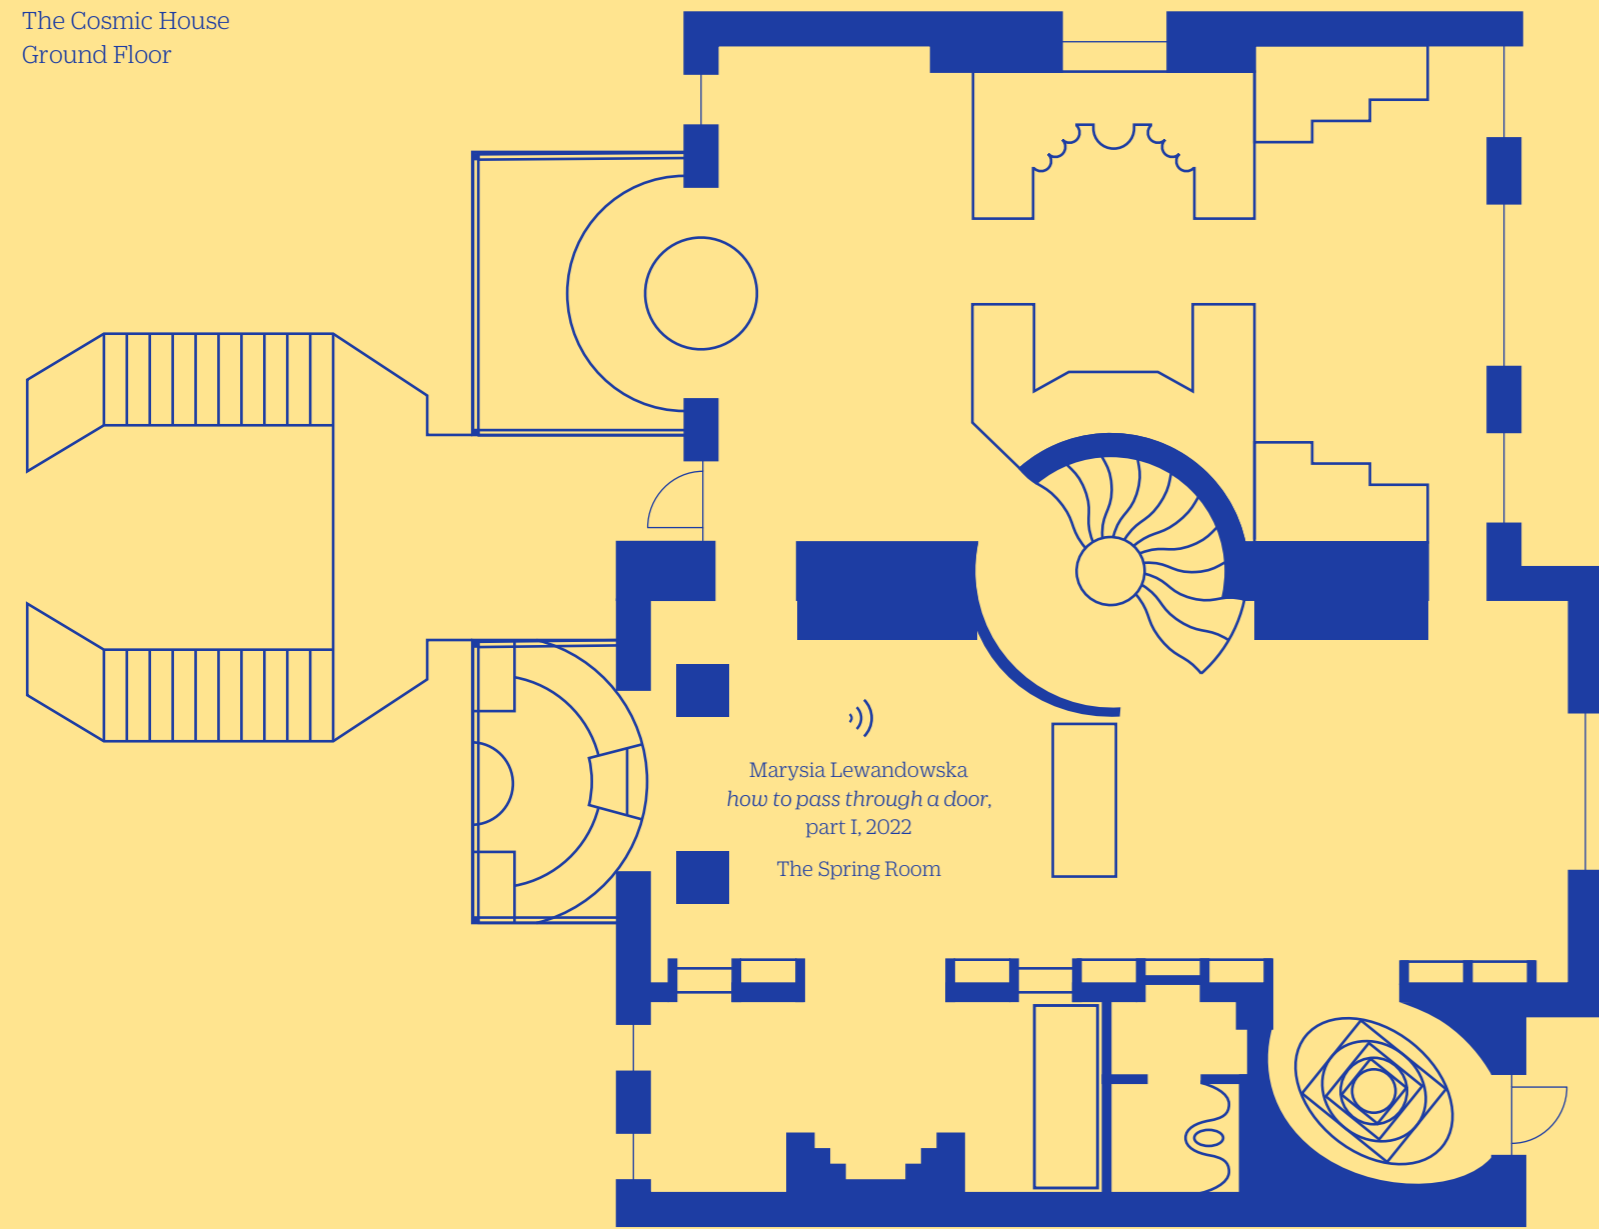 The Cosmic House
Ground Floor
Marysia Lewandowska
how to pass through a door,
part I, 2022
The Spring Room